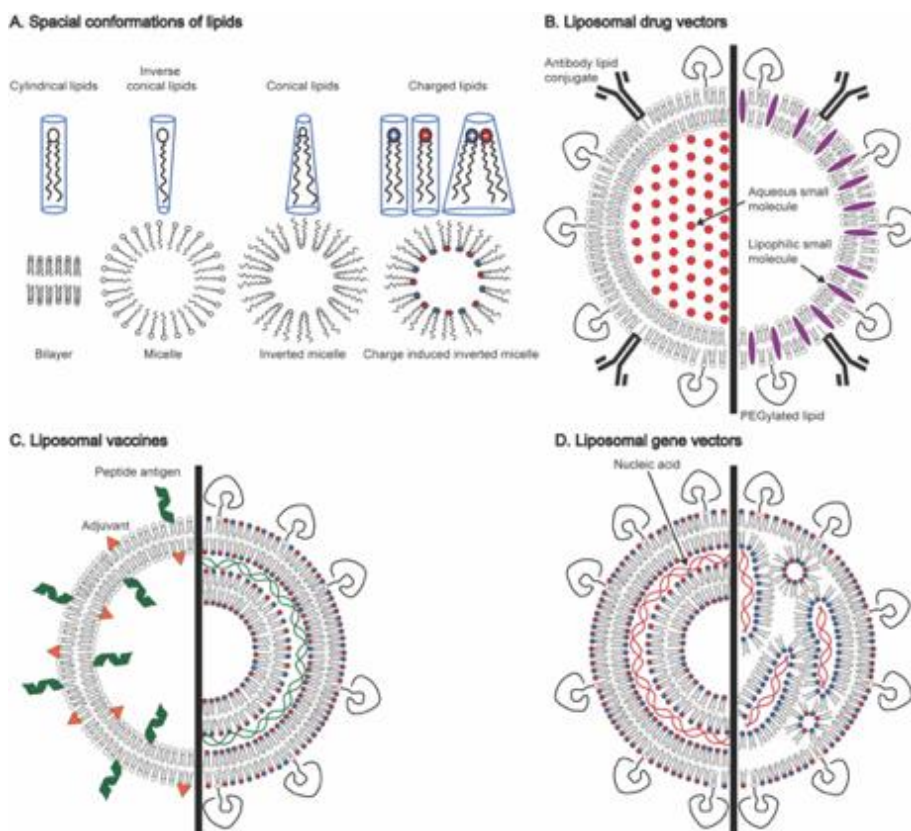 A. Spacial conformations of lipids
Cylindrical lipids
Inverse
conical lipids
Conical lipids
Charged lipids
Bilayer
Micelle
Inverted micelle
Charge induced inverted micelle
B. Liposomal drug vectors
Antibody lipid
conjugate
Aqueous small
molecule
Lipophilic small
molecule
PEGylated lipid
C. Liposomal vaccines
Peptide antigen
Adjuvant
D. Liposomal gene vectors
Nucleic acid